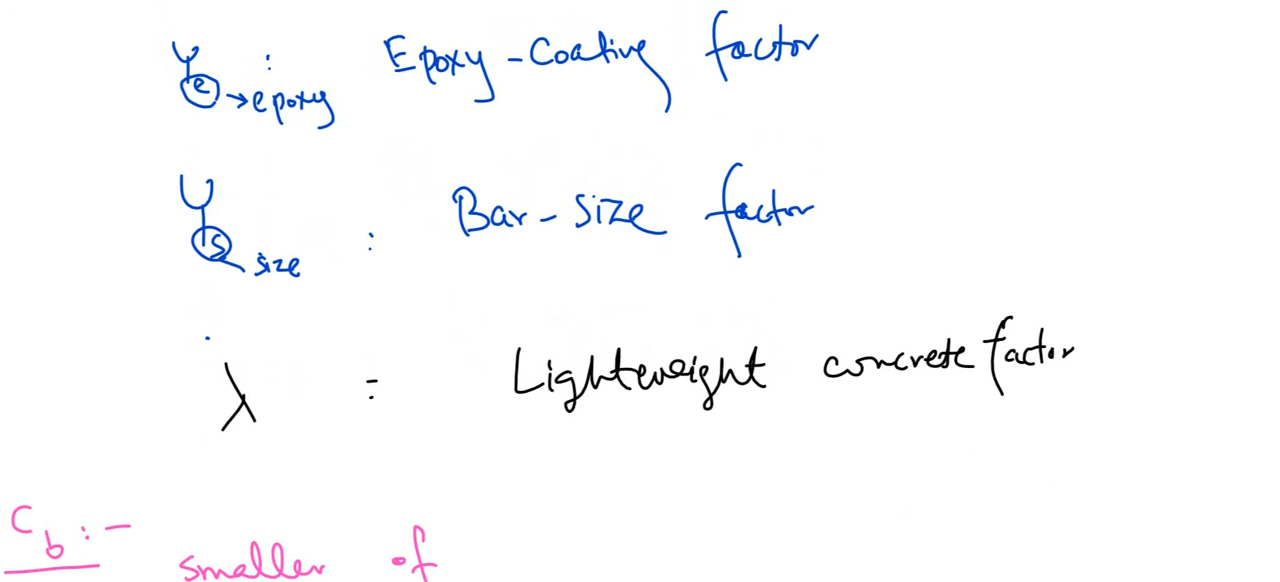 Ψe : Epoxy-Coating factor
→epoxy
Ψs : Bar-Size factor
size
λ : Lightweight concrete factor
Cb :- smaller of